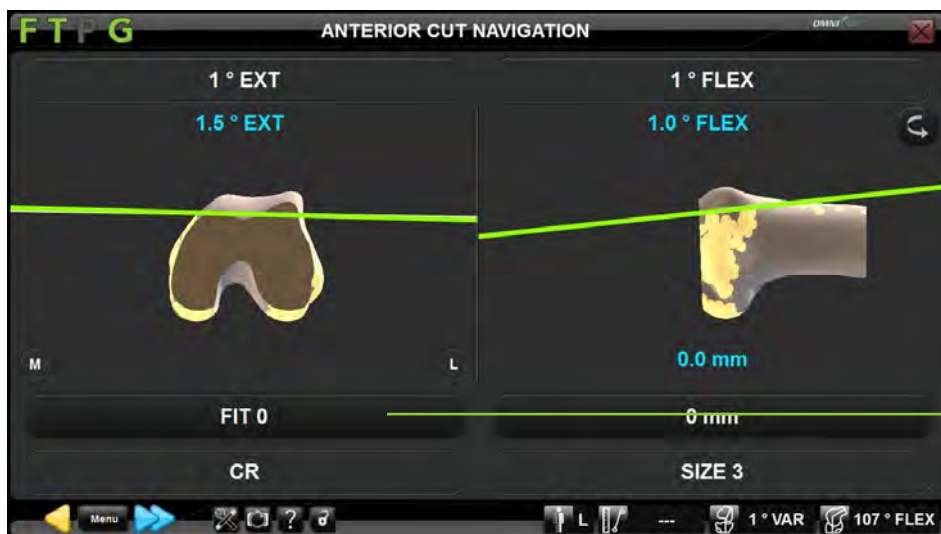 F T P G
ANTERIOR CUT NAVIGATION
OMNI
1 ° EXT
1 ° FLEX
1.5 ° EXT
1.0 ° FLEX
M
L
0.0 mm
FIT 0
0 mm
CR
SIZE 3
Menu
?
L
---
1 ° VAR
107 ° FLEX